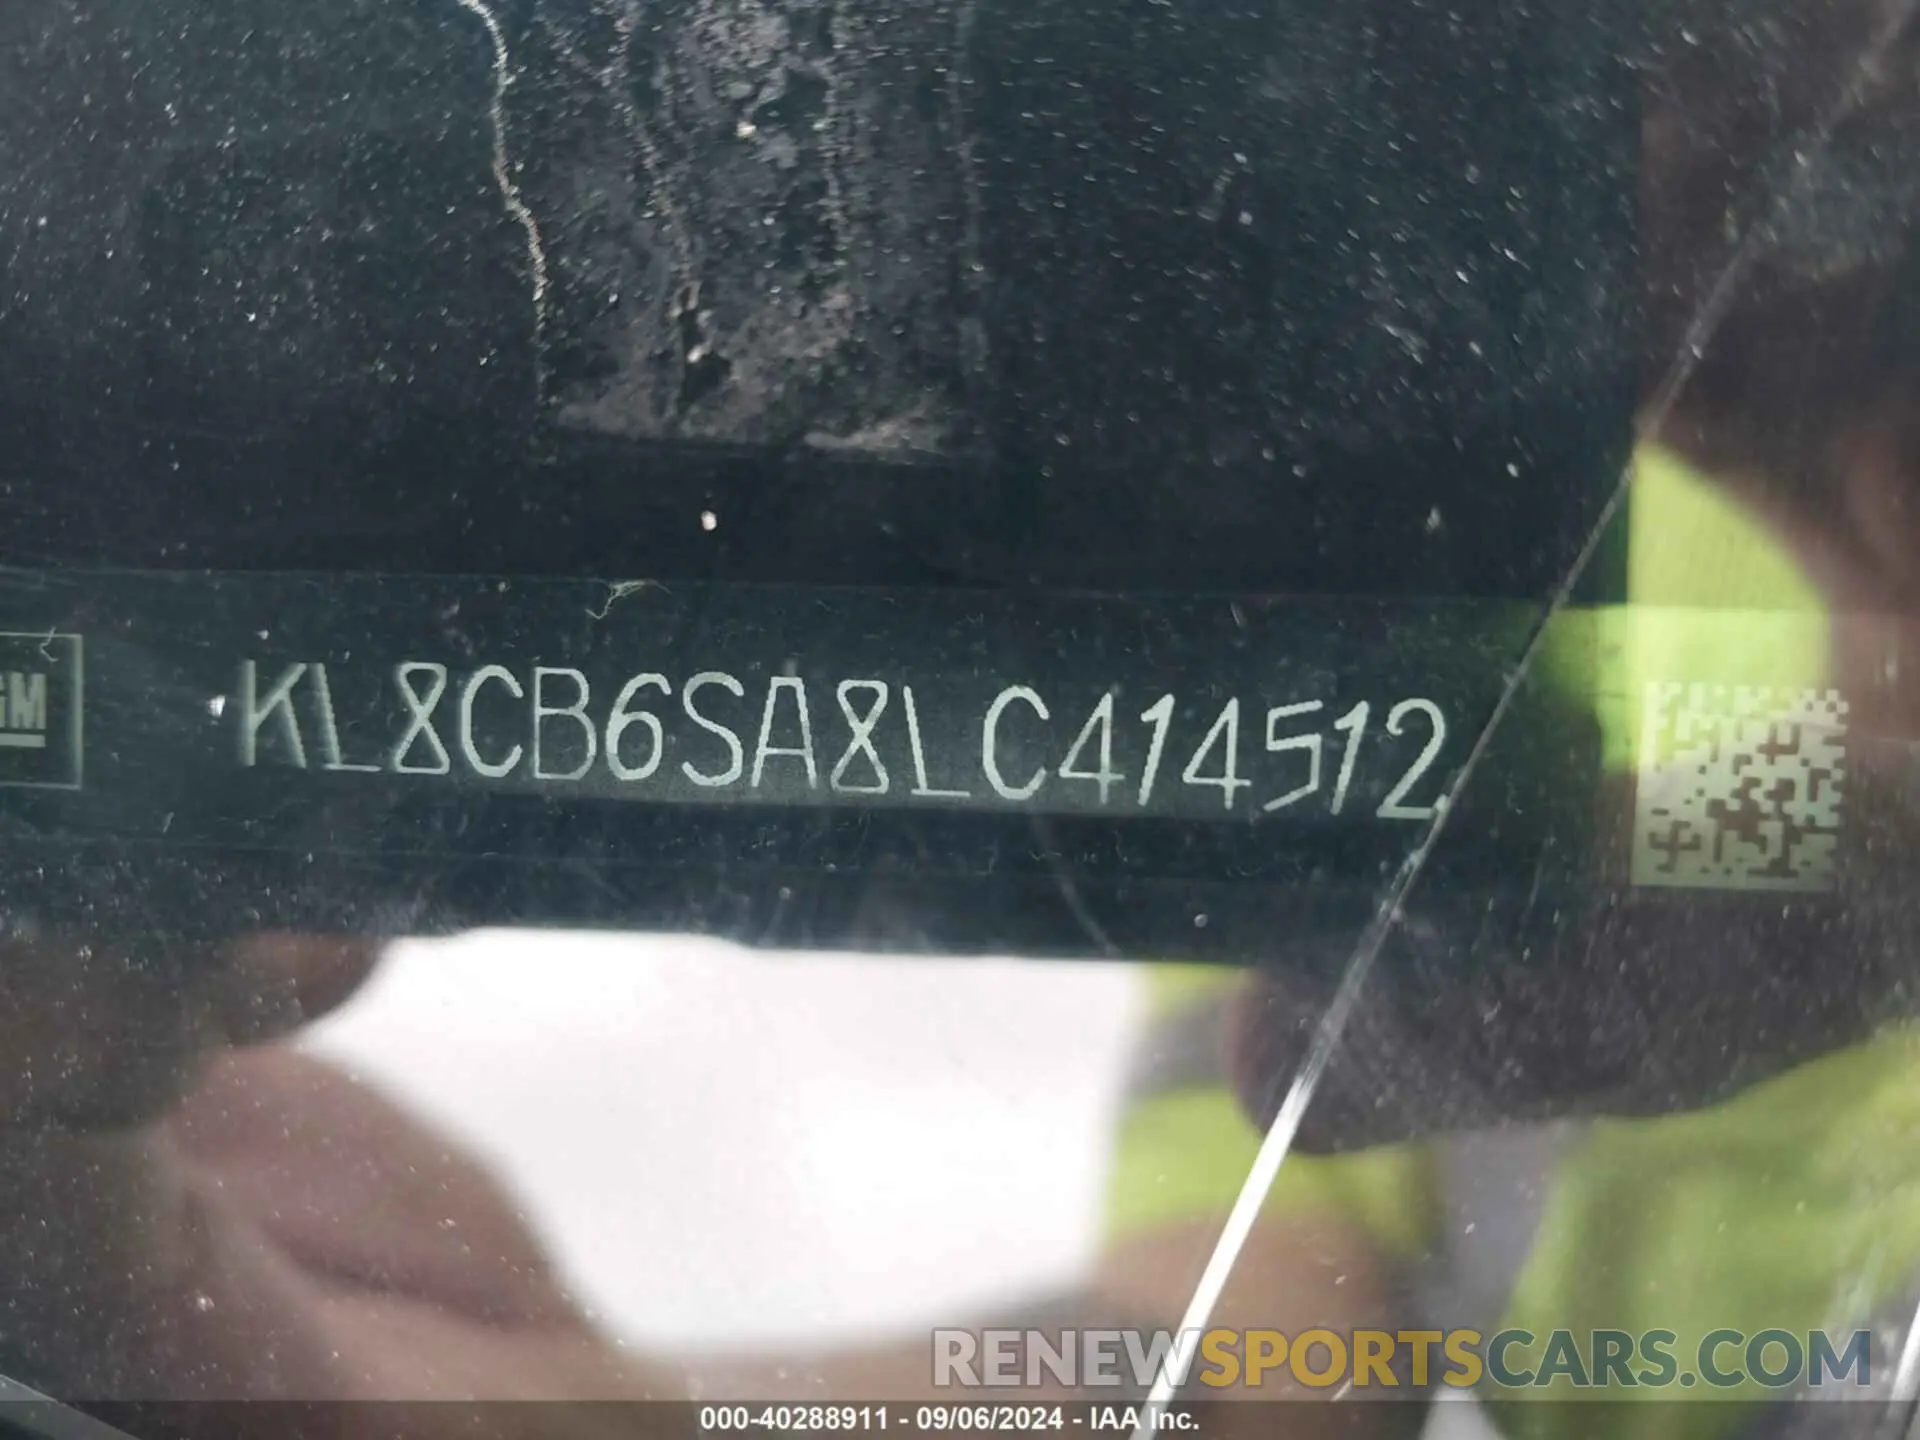 GM
KL8CB6SA8LC414512
RENEWSPORTSCARS.COM
000-40288911 - 09/06/2024 - IAA Inc.